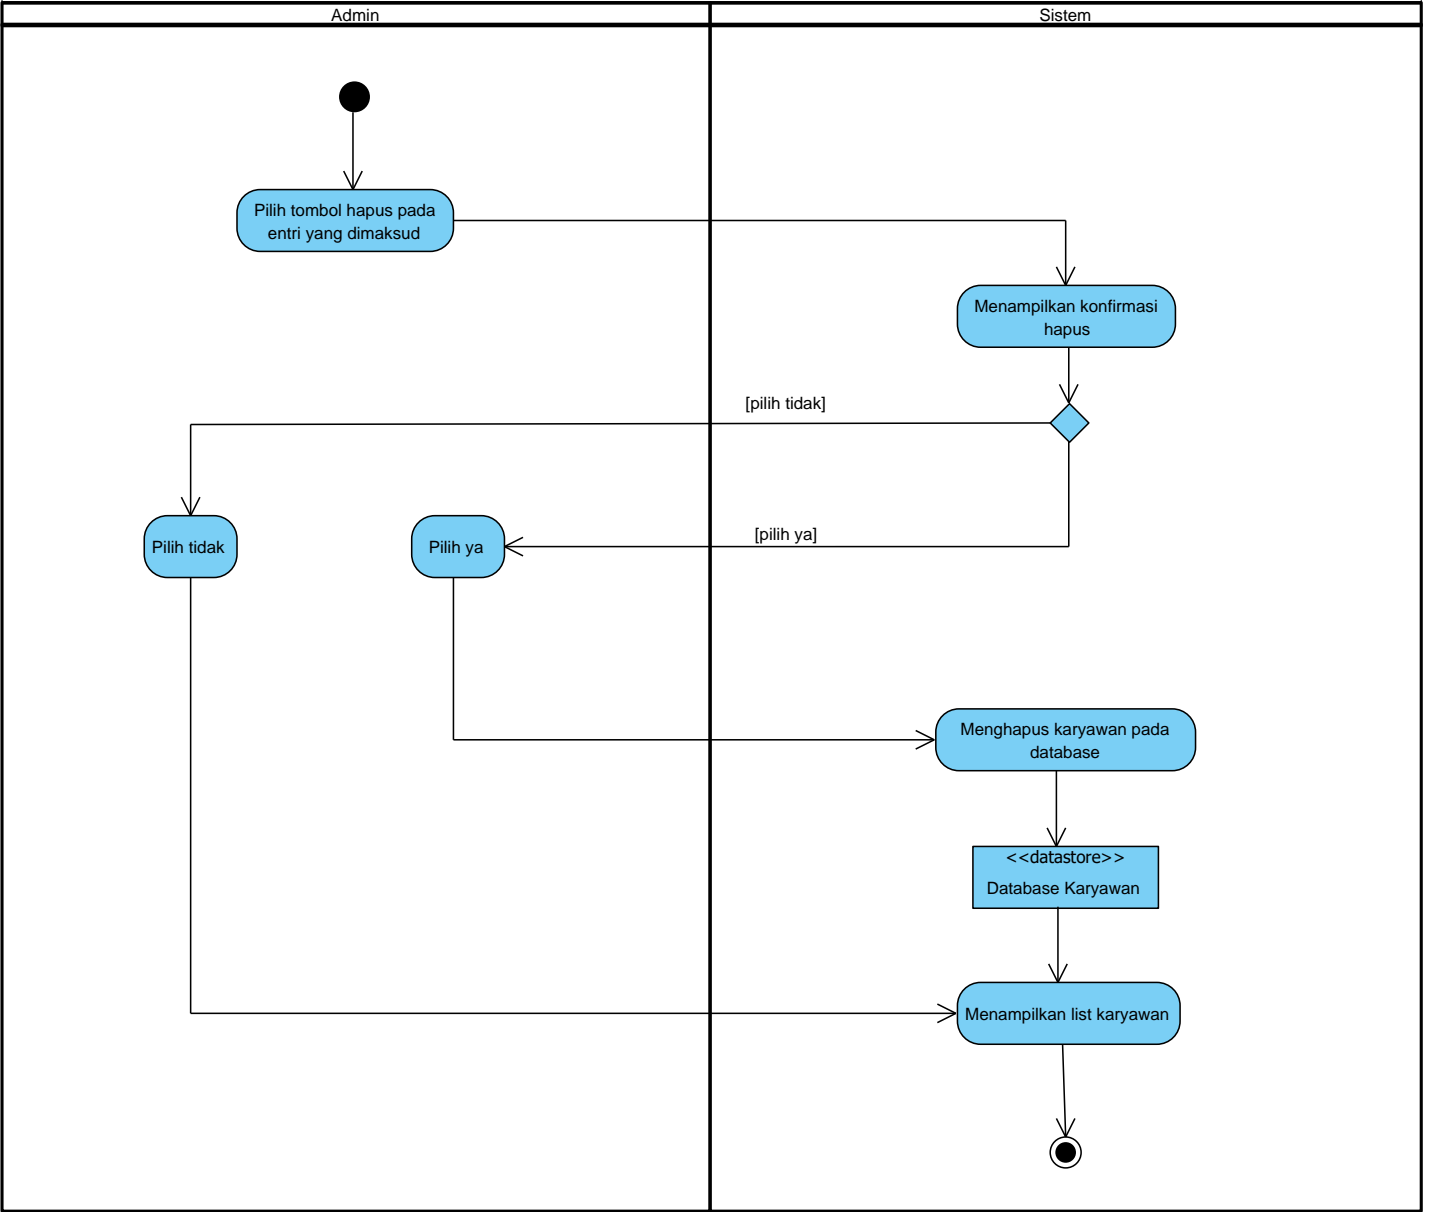 Admin
Sistem
Pilih tombol hapus pada
entri yang dimaksud
Menampilkan konfirmasi
hapus
[pilih tidak]
[pilih ya]
Pilih tidak
Pilih ya
Menghapus karyawan pada
database
<<datastore>>
Database Karyawan
Menampilkan list karyawan